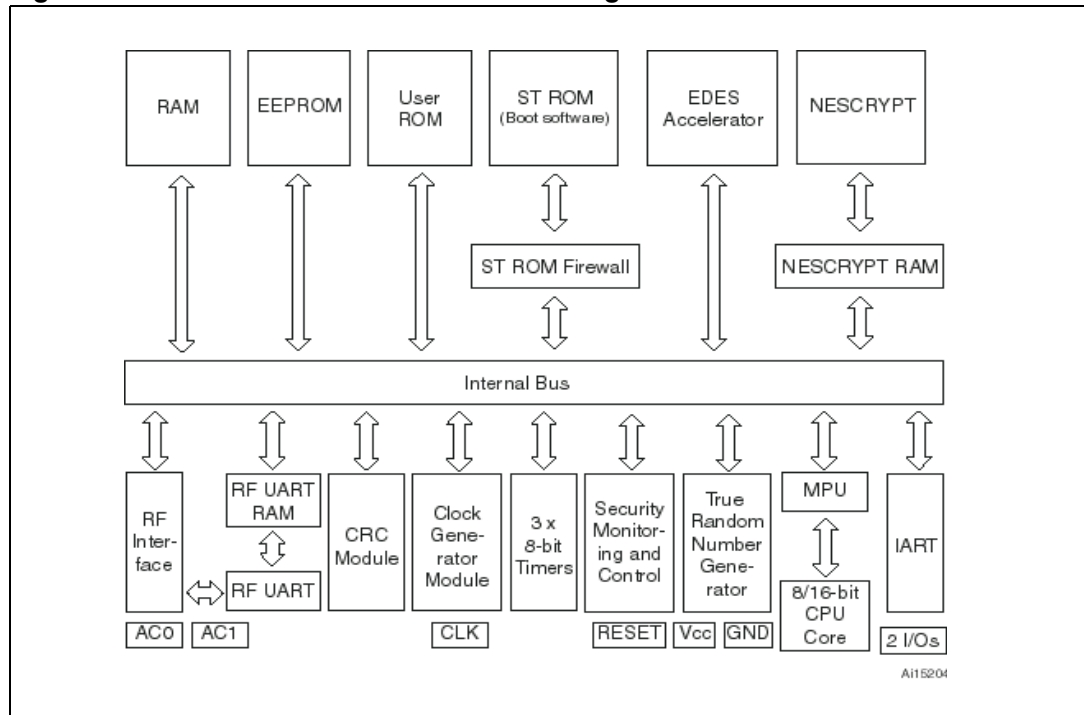 RAM
EEPROM
User
ROM
ST ROM
(Boot software)
EDES
Accelerator
NESCRYPT
ST ROM Firewall
NESCRYPT RAM
Internal Bus
RF
Inter-
face
RF UART
RAM
RF UART
CRC
Module
Clock
Gene-
rator
Module
3 x
8-bit
Timers
Security
Monitor-
ing and
Control
True
Random
Number
Gener-
ator
MPU
8/16-bit
CPU
Core
IART
AC0
AC1
CLK
RESET
Vcc
GND
2 I/Os
Ai15204